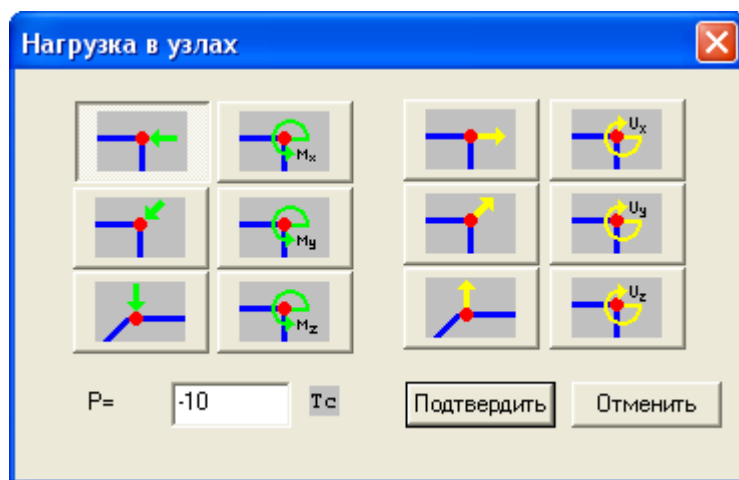 Нагрузка в узлах
Mx Ux
My Uy
Mz Uz
P= -10 Тс Подтвердить Отменить